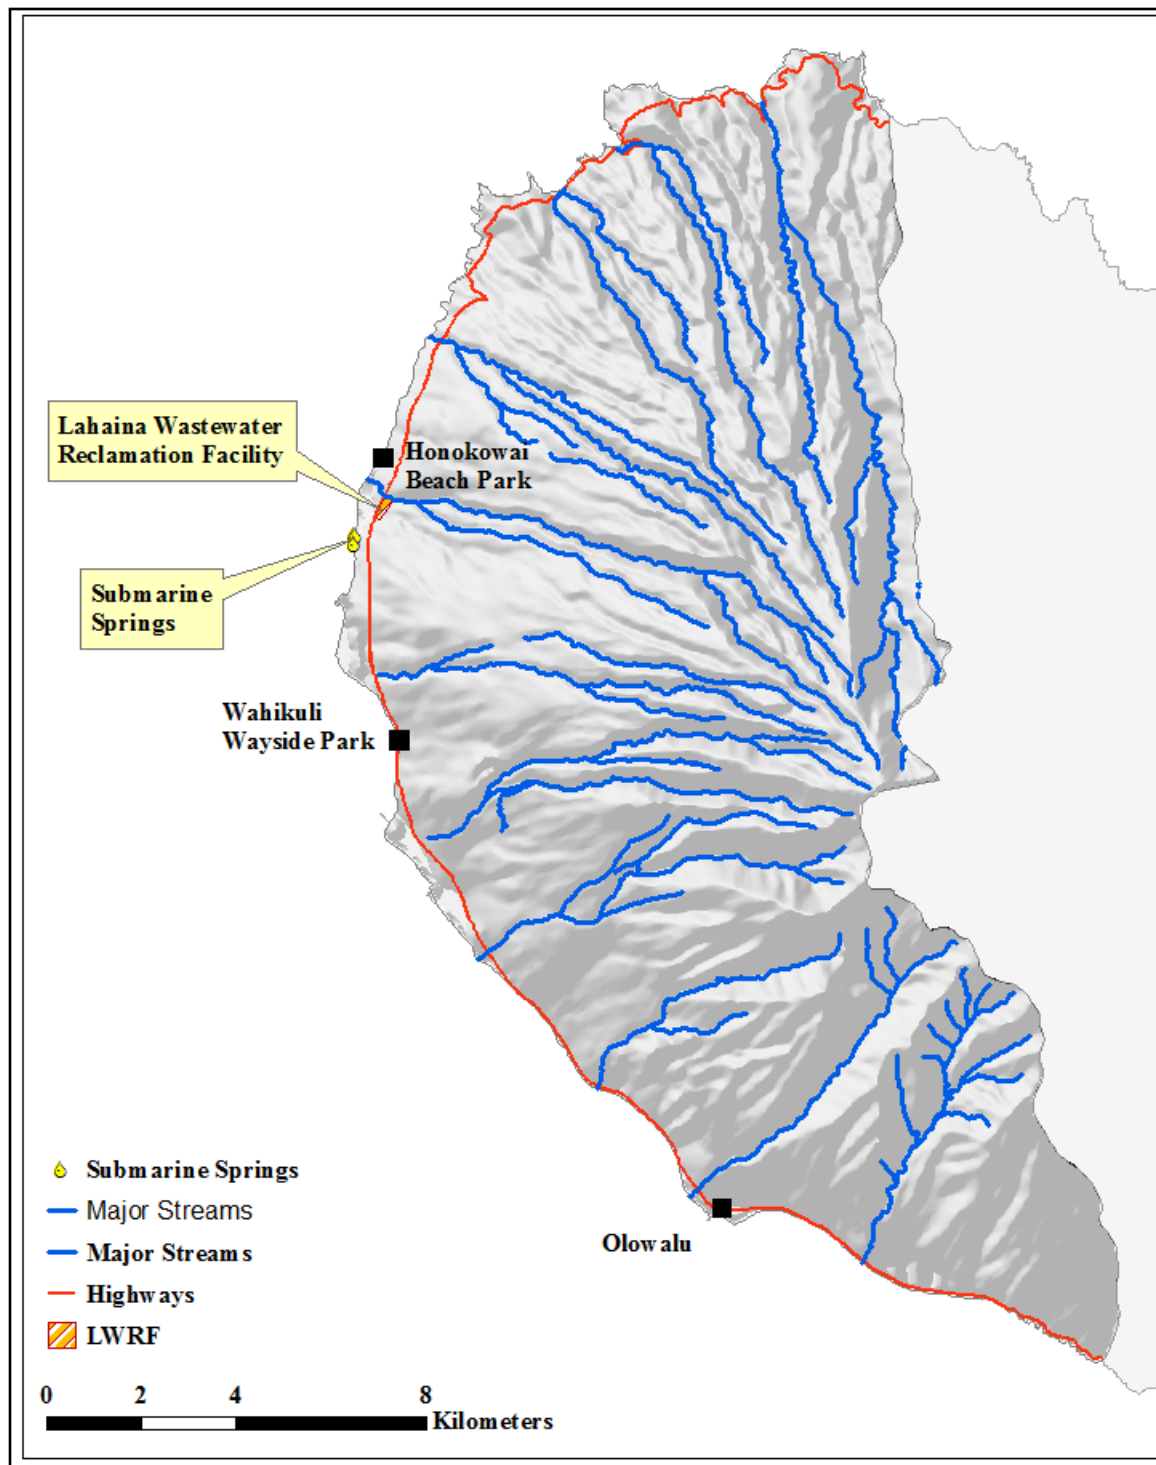 Lahaina Wastewater
Reclamation Facility
Honokowai
Beach Park
Submarine
Springs
Wahikuli
Wayside Park
Olowalu
Submarine Springs
Major Streams
Major Streams
Highways
LWRF
0 2 4 8
Kilometers